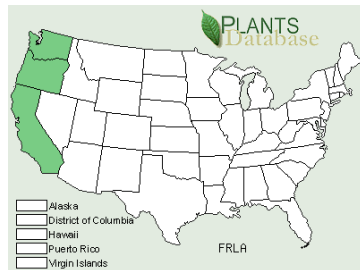 PLANTS
Database
Alaska
District of Columbia
Hawaii
Puerto Rico
Virgin Islands
FRLA